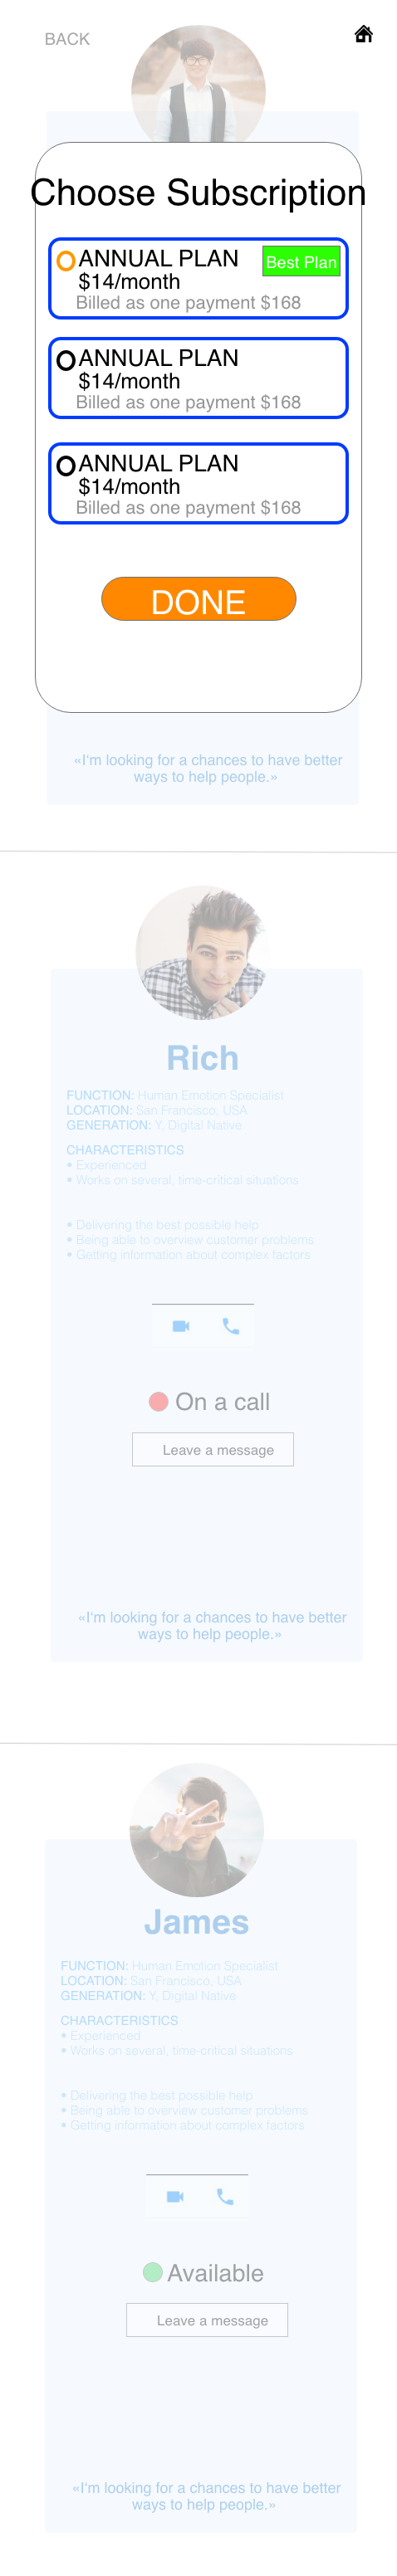 BACK
Choose Subscription
ANNUAL PLAN
Best Plan
$14/month
Billed as one payment $168
ANNUAL PLAN
$14/month
Billed as one payment $168
ANNUAL PLAN
$14/month
Billed as one payment $168
DONE
«I'm looking for a chances to have better
ways to help people.»
Rich
FUNCTION: Human Emotion Specialist
LOCATION: San Francisco, USA
GENERATION: Y, Digital Native
CHARACTERISTICS
• Experienced
• Works on several, time-critical situations
• Delivering the best possible help
• Being able to overview customer problems
• Getting information about complex factors
On a call
Leave a message
«I'm looking for a chances to have better
ways to help people.»
James
FUNCTION: Human Emotion Specialist
LOCATION: San Francisco, USA
GENERATION: Y, Digital Native
CHARACTERISTICS
• Experienced
• Works on several, time-critical situations
• Delivering the best possible help
• Being able to overview customer problems
• Getting information about complex factors
Available
Leave a message
«I'm looking for a chances to have better
ways to help people.»